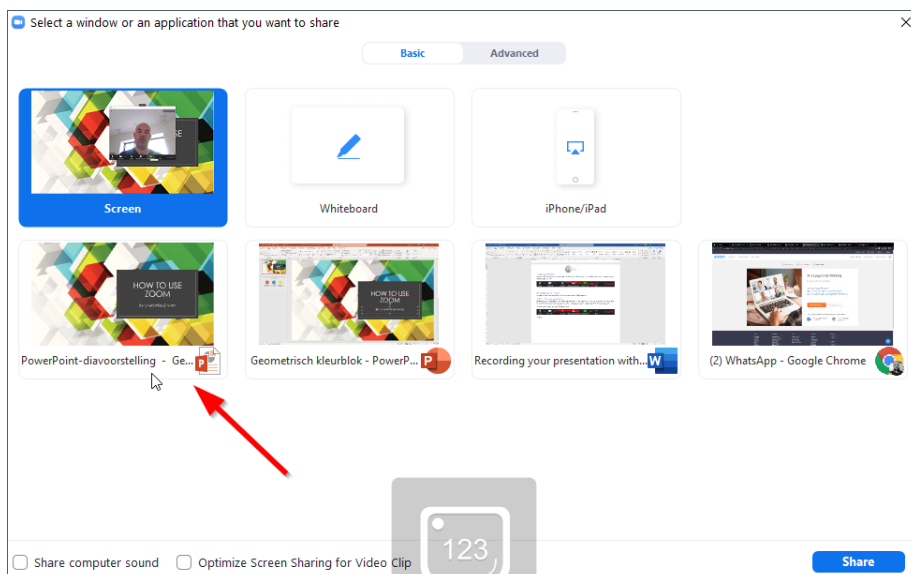 Select a window or an application that you want to share
Basic
Advanced
Screen
Whiteboard
iPhone/iPad
HOW TO USE
ZOOM
HOW TO USE
ZOOM
PowerPoint-diavoorstelling - Ge...
Geometrisch kleurblok - PowerP...
Recording your presentation with...
(2) WhatsApp - Google Chrome
123
Share computer sound
Optimize Screen Sharing for Video Clip
Share